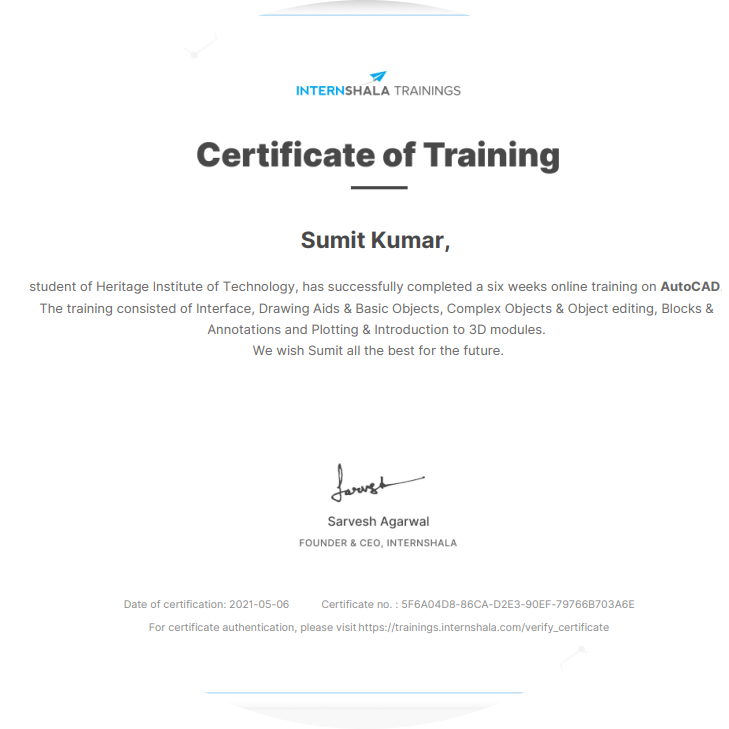 INTERNSHALA TRAININGS
Certificate of Training
Sumit Kumar,
student of Heritage Institute of Technology, has successfully completed a six weeks online training on AutoCAD
The training consisted of Interface, Drawing Aids & Basic Objects, Complex Objects & Object editing, Blocks &
Annotations and Plotting & Introduction to 3D modules.
We wish Sumit all the best for the future.
Sarvesh
Sarvesh Agarwal
FOUNDER & CEO, INTERNSHALA
Date of certification: 2021-05-06 Certificate no. : 5F6A04D8-86CA-D2E3-90EF-79766B703A6E
For certificate authentication, please visit https://trainings.internshala.com/verify_certificate